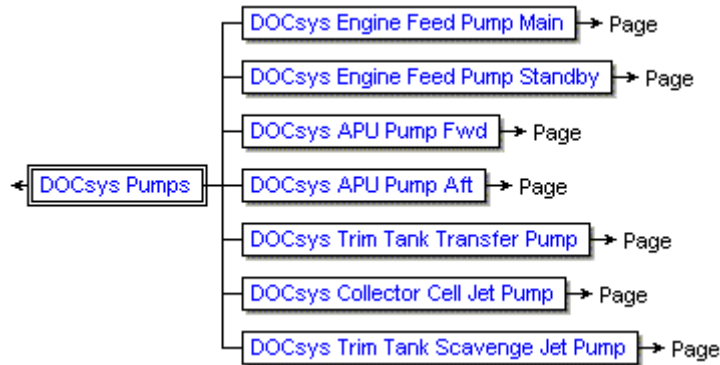 DOCsys Engine Feed Pump Main Page
DOCsys Engine Feed Pump Standby Page
DOCsys APU Pump Fwd Page
DOCsys Pumps DOCsys APU Pump Aft Page
DOCsys Trim Tank Transfer Pump Page
DOCsys Collector Cell Jet Pump Page
DOCsys Trim Tank Scavenge Jet Pump Page